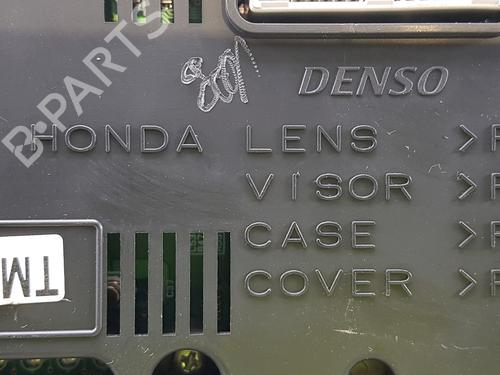 DENSO
HONDA LENS >P
VISOR >P
CASE >P
COVER >P
TM
B-PARTS